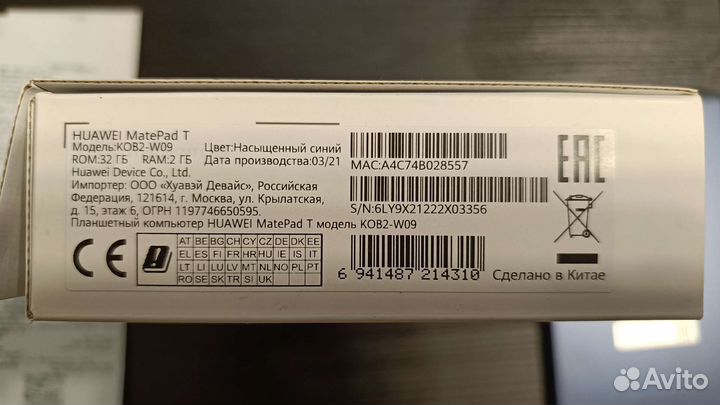 HUAWEI MatePad T
Модель:KOB2-W09 Цвет:Насыщенный синий
ROM:32 ГБ RAM:2 ГБ Дата производства:03/21
Huawei Device Co., Ltd.
Импортер: ООО «Хуавэй Девайс», Российская
Федерация, 121614, г. Москва, ул. Крылатская,
д. 15, этаж 6, ОГРН 1197746650595.
Планшетный компьютер HUAWEI MatePad T модель KOB2-W09
MAC:A4C74B028557
S/N:6LY9X21222X03356
EAC
CE
AT BE BG CH CY CZ DE DK EE
EL ES FI FR HR HU IE IS IT
LT LI LU LV MT NL NO PL PT
RO SE SK TR SI UK
6 941487 214310
Сделано в Китае
Avito